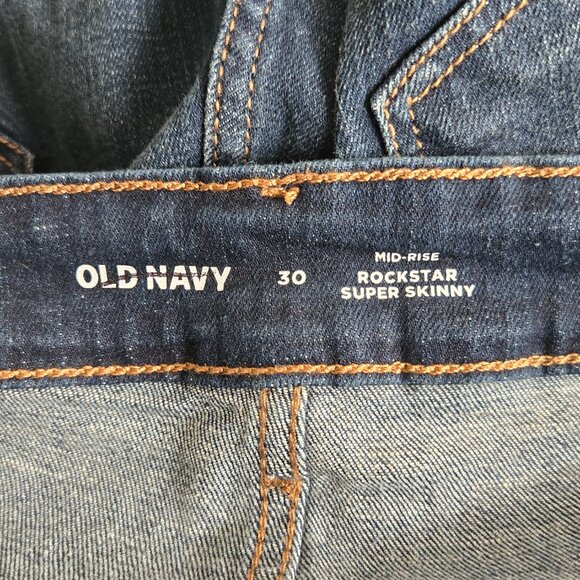 OLD NAVY
30
MID-RISE
ROCKSTAR
SUPER SKINNY